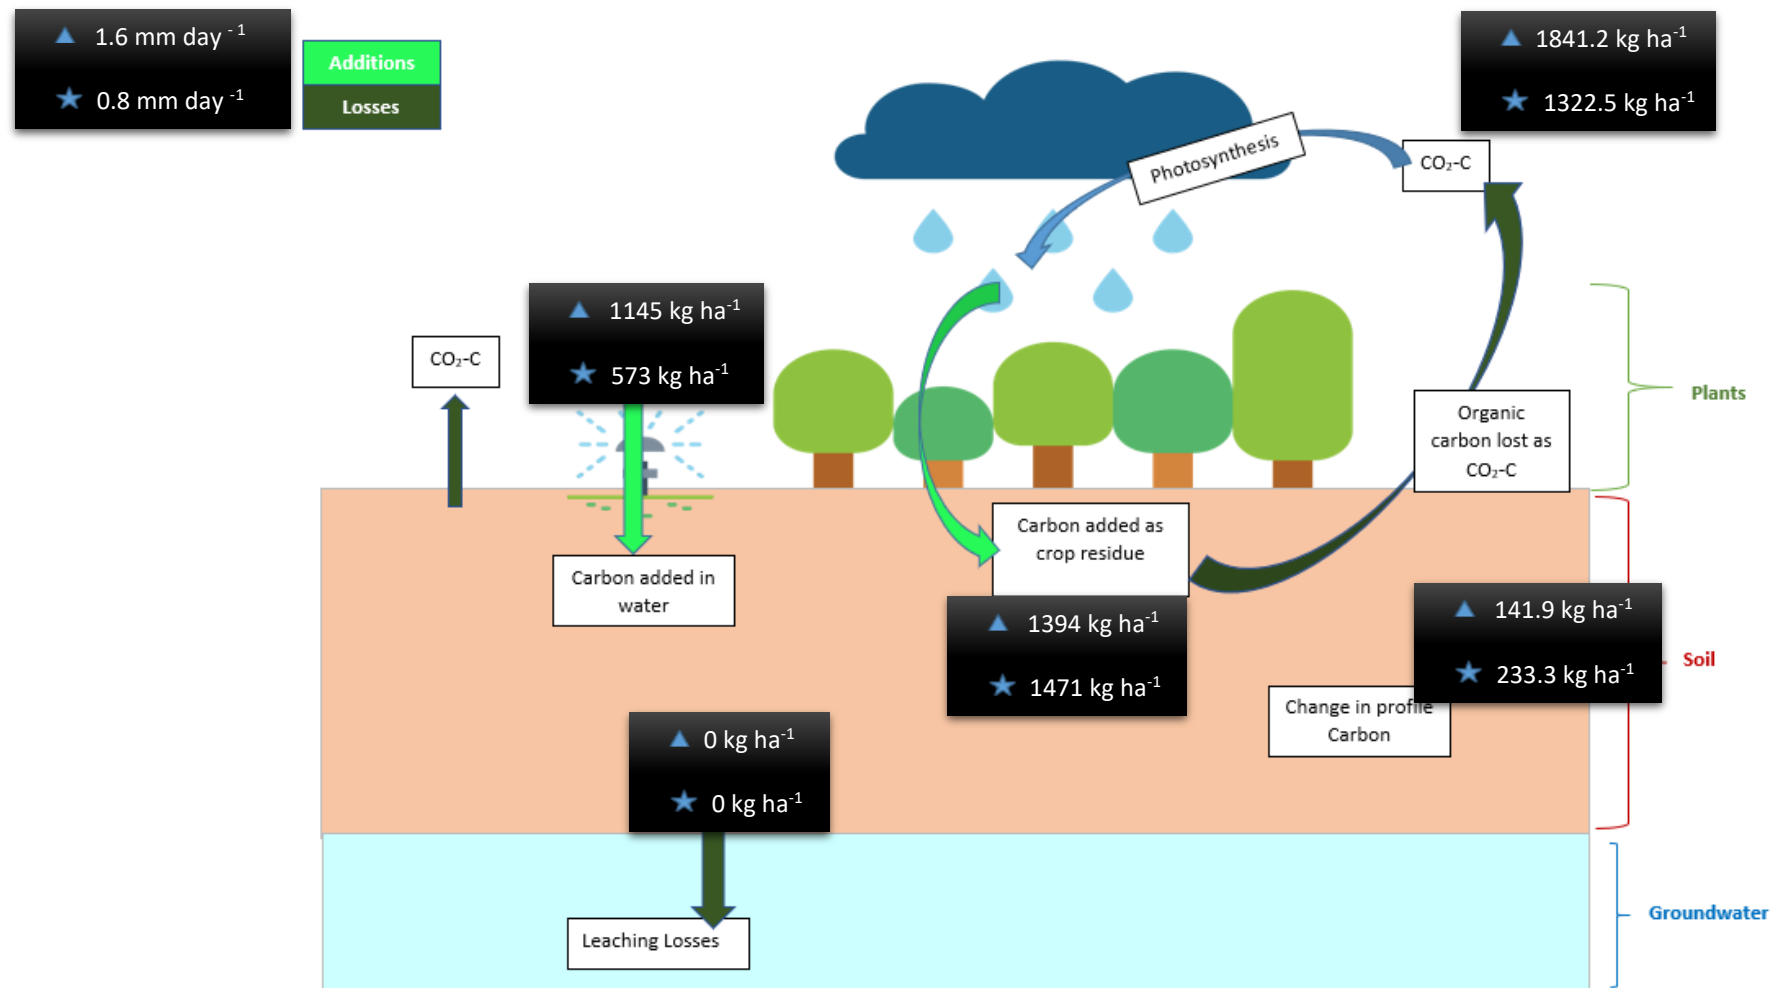 ▲ 1.6 mm day ⁻¹
★ 0.8 mm day ⁻¹
Additions
Losses
▲ 1841.2 kg ha⁻¹
★ 1322.5 kg ha⁻¹
Photosynthesis
CO₂-C
▲ 1145 kg ha⁻¹
★ 573 kg ha⁻¹
CO₂-C
Plants
Organic
carbon lost as
CO₂-C
Carbon added as
crop residue
Carbon added in
water
▲ 1394 kg ha⁻¹
★ 1471 kg ha⁻¹
▲ 141.9 kg ha⁻¹
★ 233.3 kg ha⁻¹
Soil
Change in profile
Carbon
▲ 0 kg ha⁻¹
★ 0 kg ha⁻¹
Leaching Losses
Groundwater